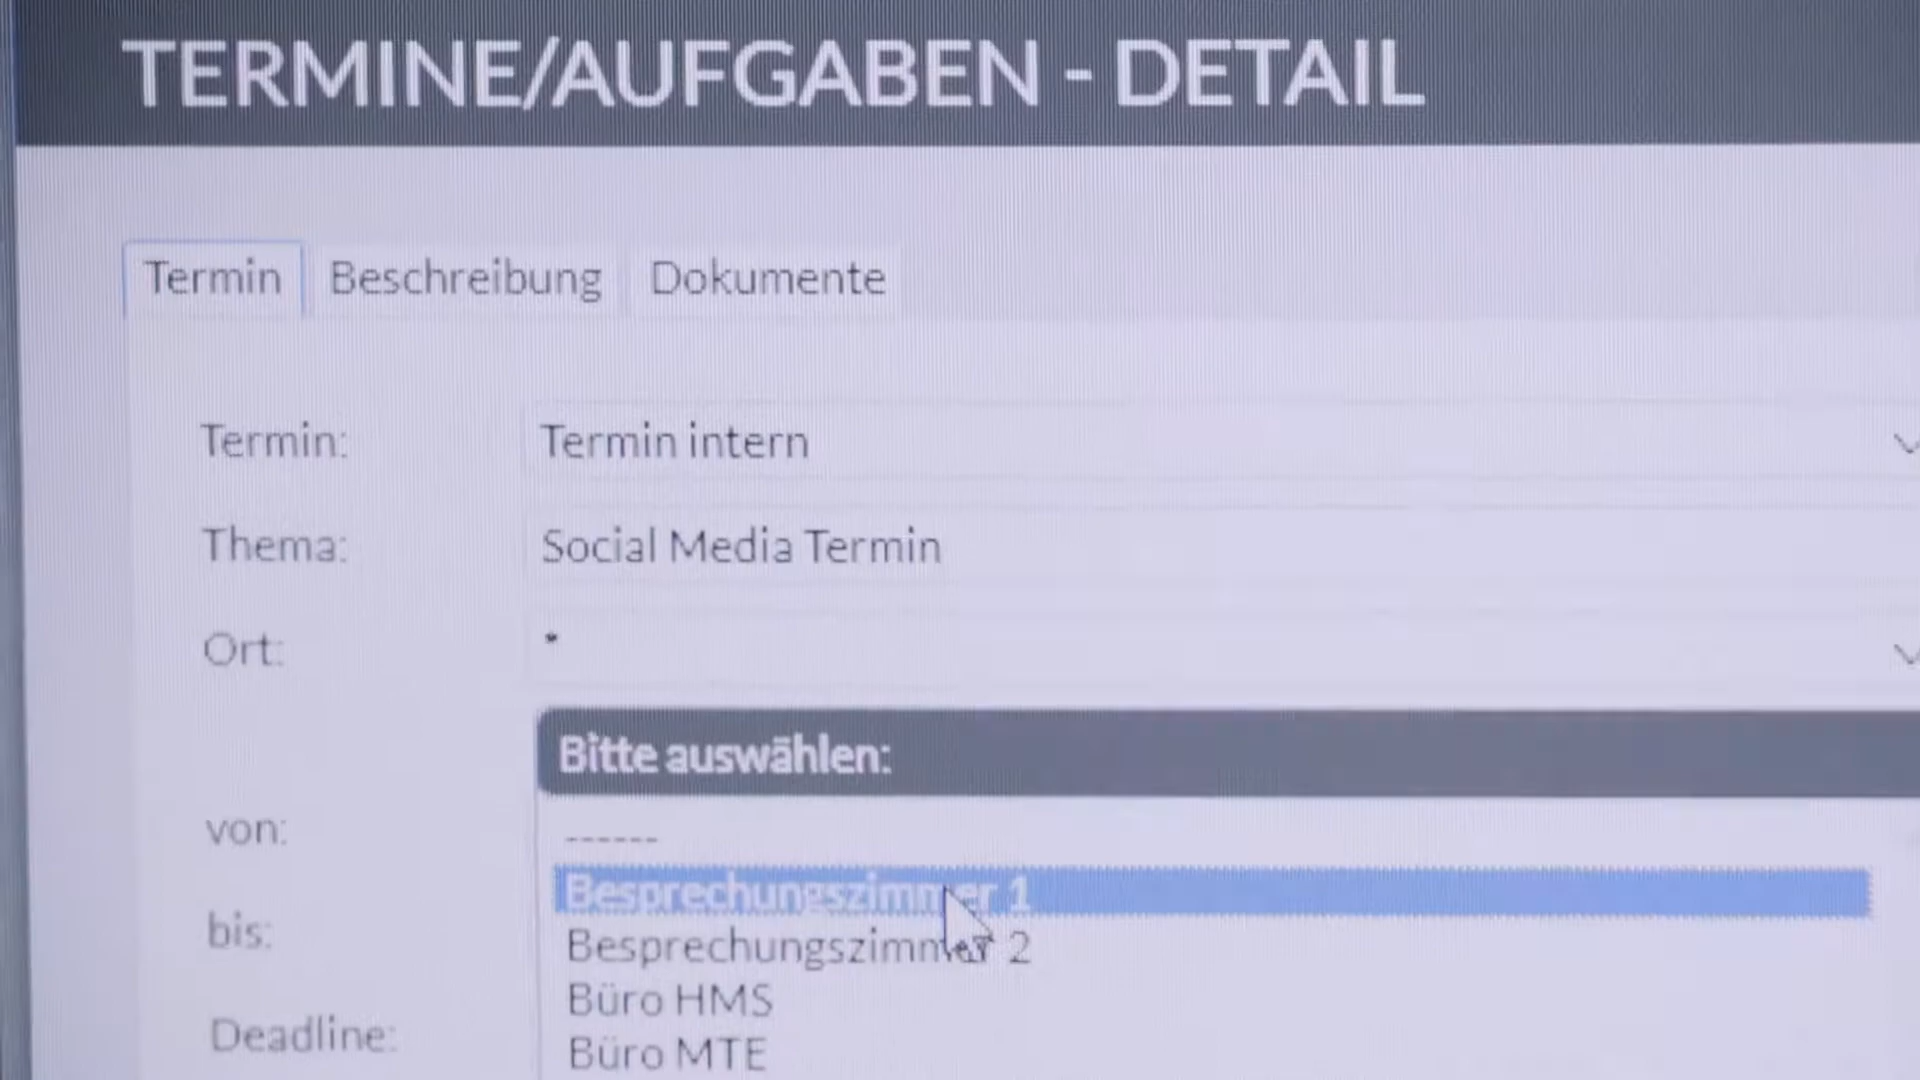 TERMINE/AUFGABEN - DETAIL
Termin Beschreibung Dokumente
Termin: Termin intern
Thema: Social Media Termin
Ort: *
Bitte auswählen:
von: ------
Besprechungszimmer 1
bis: Besprechungszimmer 2
Büro HMS
Deadline: Büro MTE